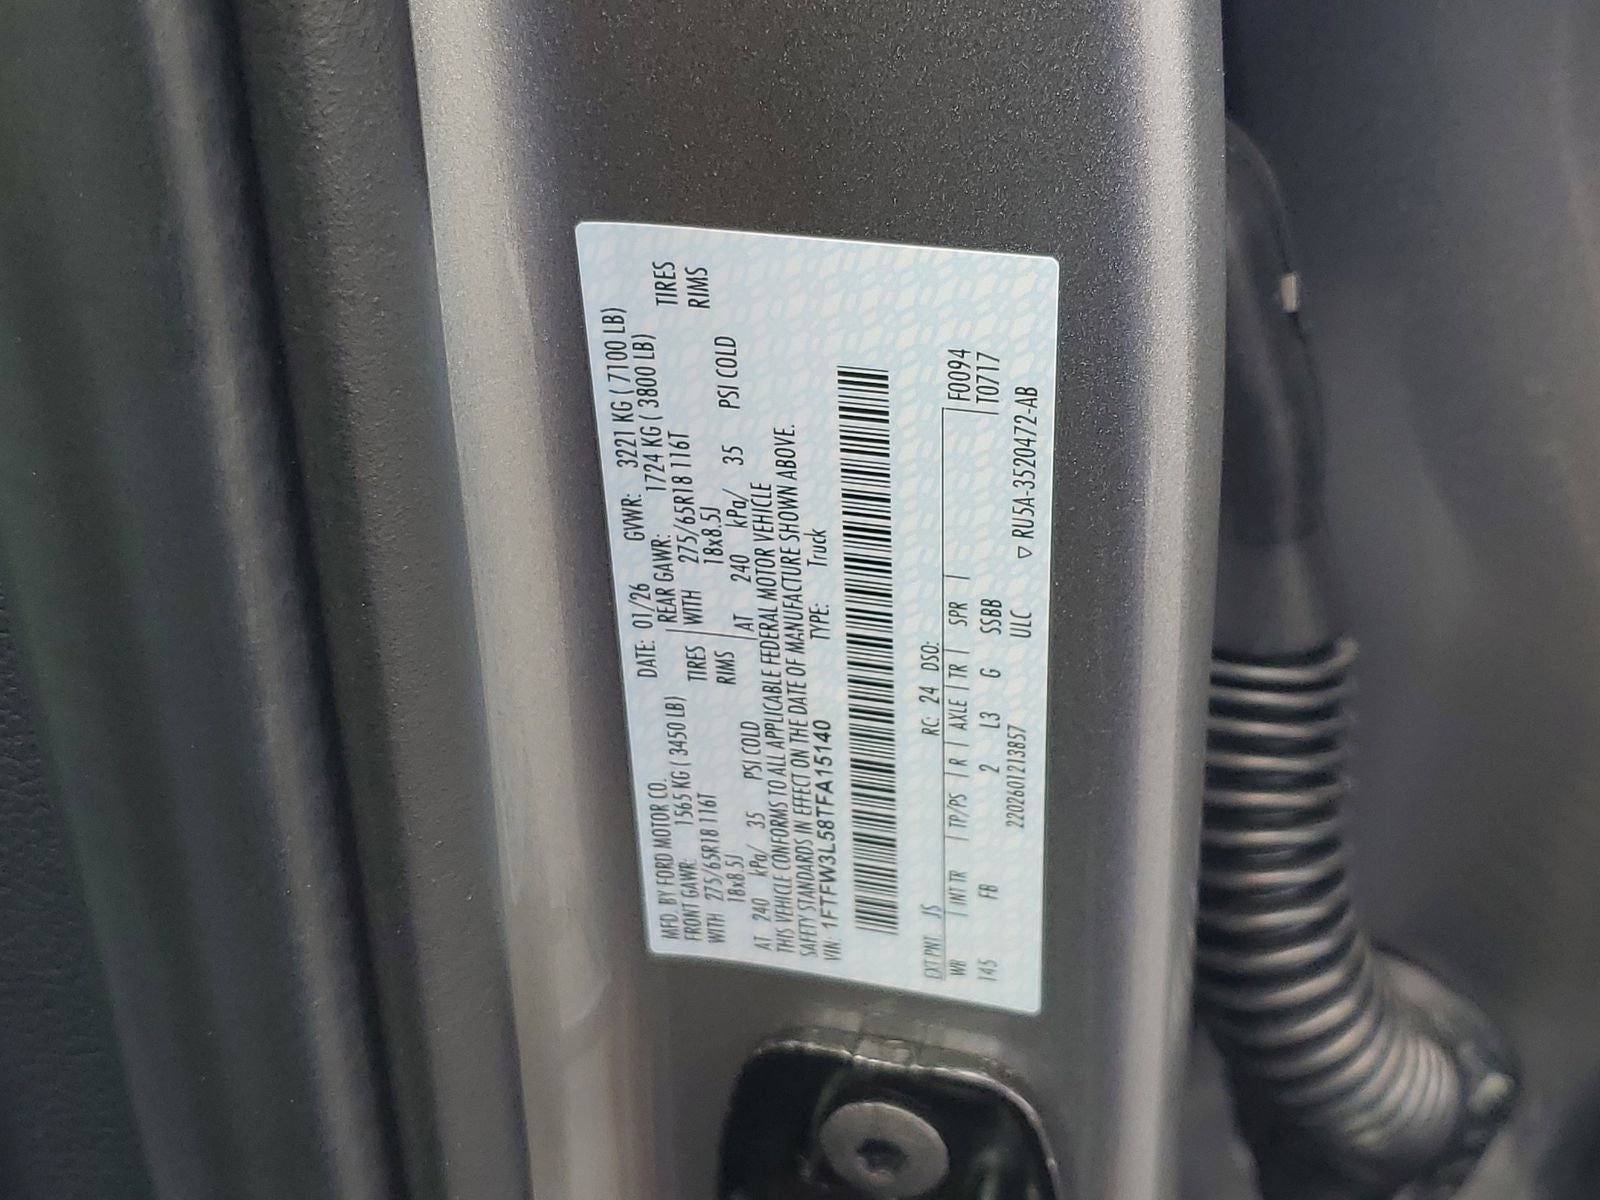 MFD. BY FORD MOTOR CO.
DATE: 01/26 GVWR: 3221 KG ( 7100 LB)
FRONT GAWR: 1565 KG ( 3450 LB) REAR GAWR: 1724 KG ( 3800 LB)
WITH 275/65R18 116T TIRES WITH 275/65R18 116T TIRES
18x8.5J RIMS 18x8.5J RIMS
AT 240 kPa/ 35 PSI COLD AT 240 kPa/ 35 PSI COLD
THIS VEHICLE CONFORMS TO ALL APPLICABLE FEDERAL MOTOR VEHICLE
SAFETY STANDARDS IN EFFECT ON THE DATE OF MANUFACTURE SHOWN ABOVE.
VIN: 1FTFW3L58TFA15140 TYPE: Truck
EXT PNT JS RC: 24 DSO:
WB INT TR TP/PS R AXLE TR SPR F0094
145 FB 2 L3 G SSBB T0717
2202601213857 ULC ▽ RU5A-3520472-AB